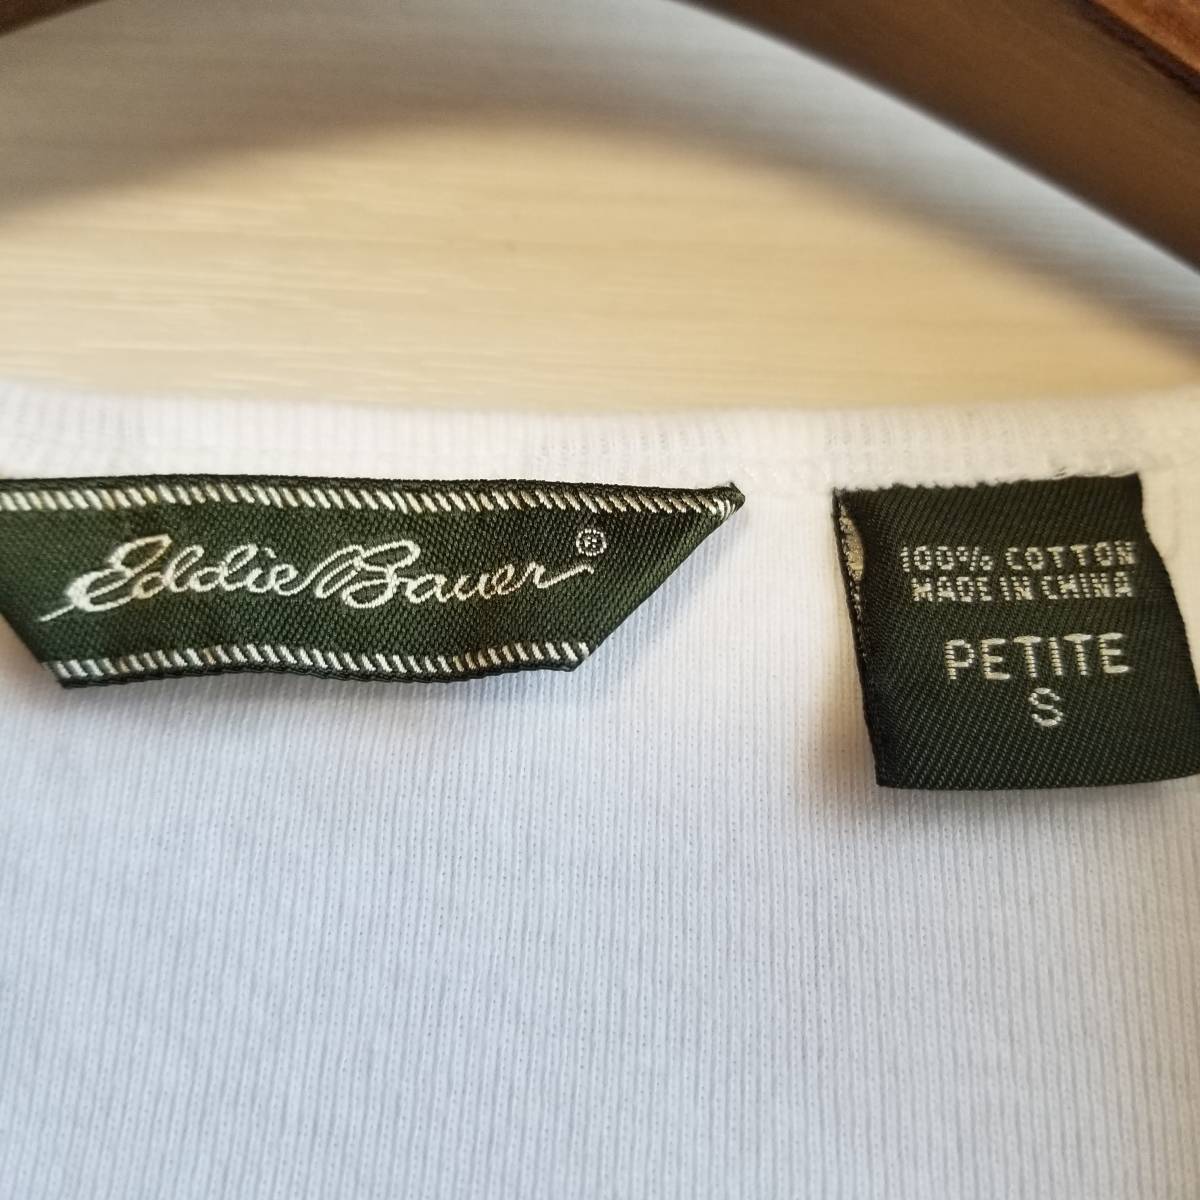 Eddie Bauer®
100% COTTON
MADE IN CHINA
PETITE
S